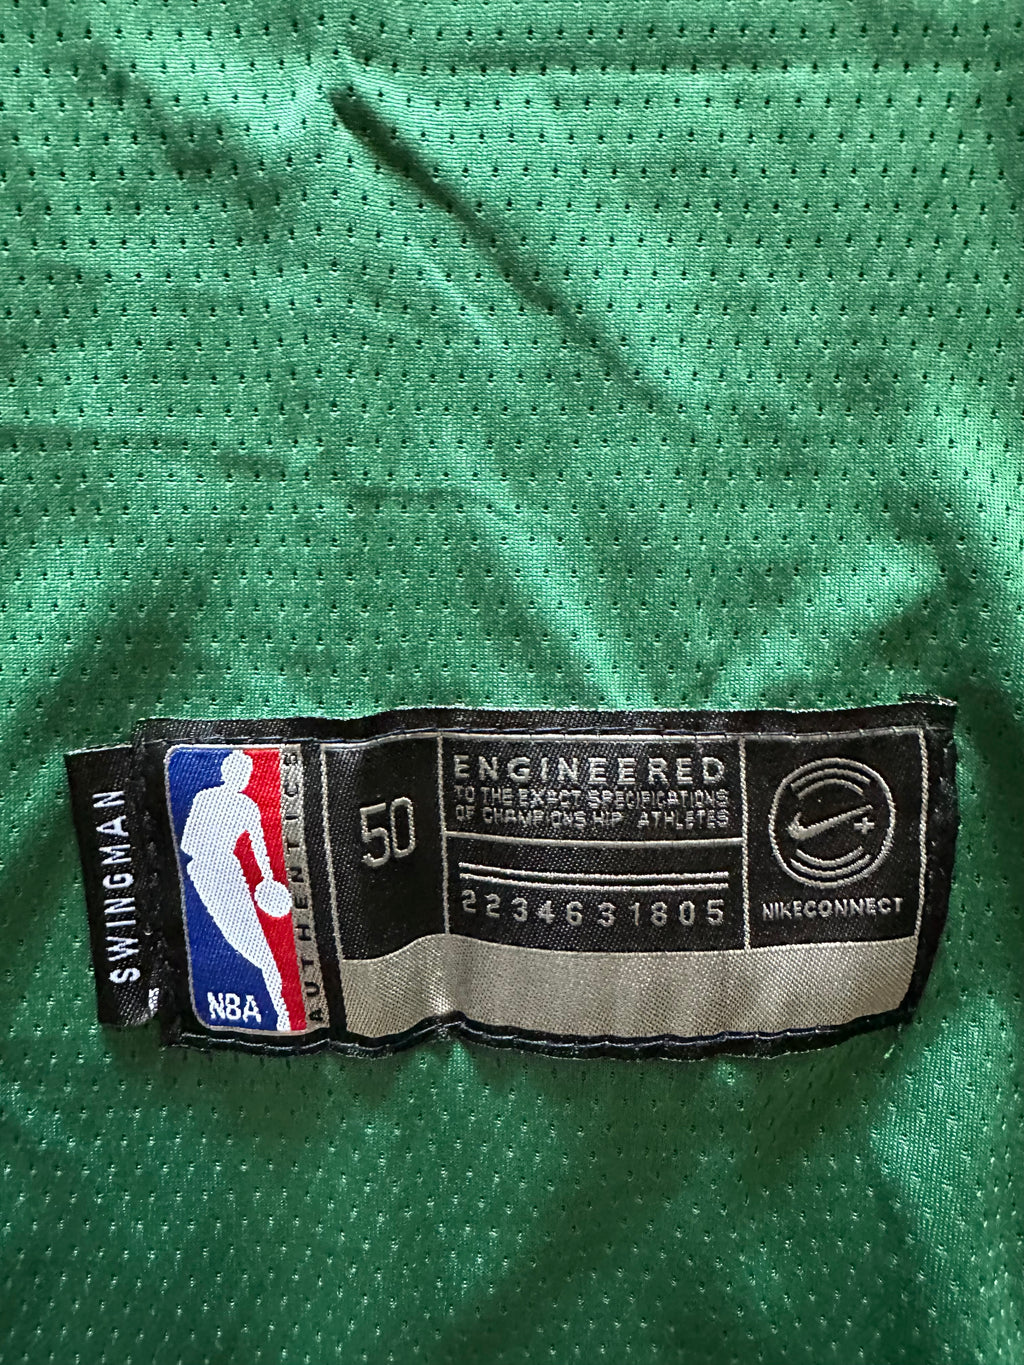 SWINGMAN
NBA
AUTHENTICS
50
ENGINEERED
TO THE EXACT SPECIFICATIONS
OF CHAMPIONSHIP ATHLETES
2234631805
NIKECONNECT